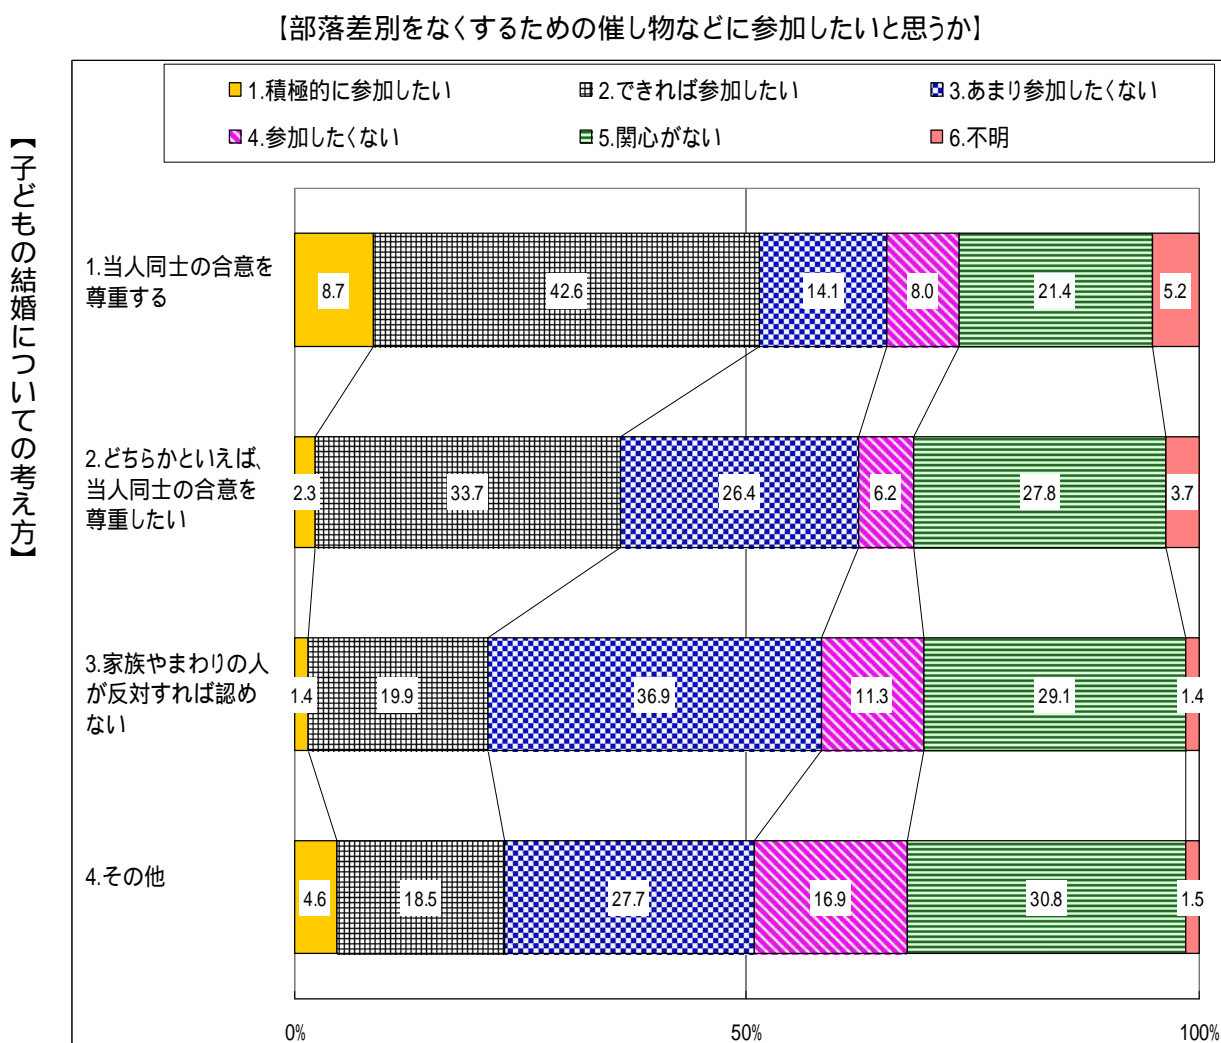 【部落差別をなくするための催し物などに参加したいと思うか】
1.積極的に参加したい
2.できれば参加したい
3.あまり参加したくない
4.参加したくない
5.関心がない
6.不明
【子どもの結婚についての考え方】
1.当人同士の合意を
尊重する
8.7
42.6
14.1
8.0
21.4
5.2
2.どちらかといえば、
当人同士の合意を
尊重したい
2.3
33.7
26.4
6.2
27.8
3.7
3.家族やまわりの人
が反対すれば認め
ない
1.4
19.9
36.9
11.3
29.1
1.4
4.その他
4.6
18.5
27.7
16.9
30.8
1.5
0%
50%
100%